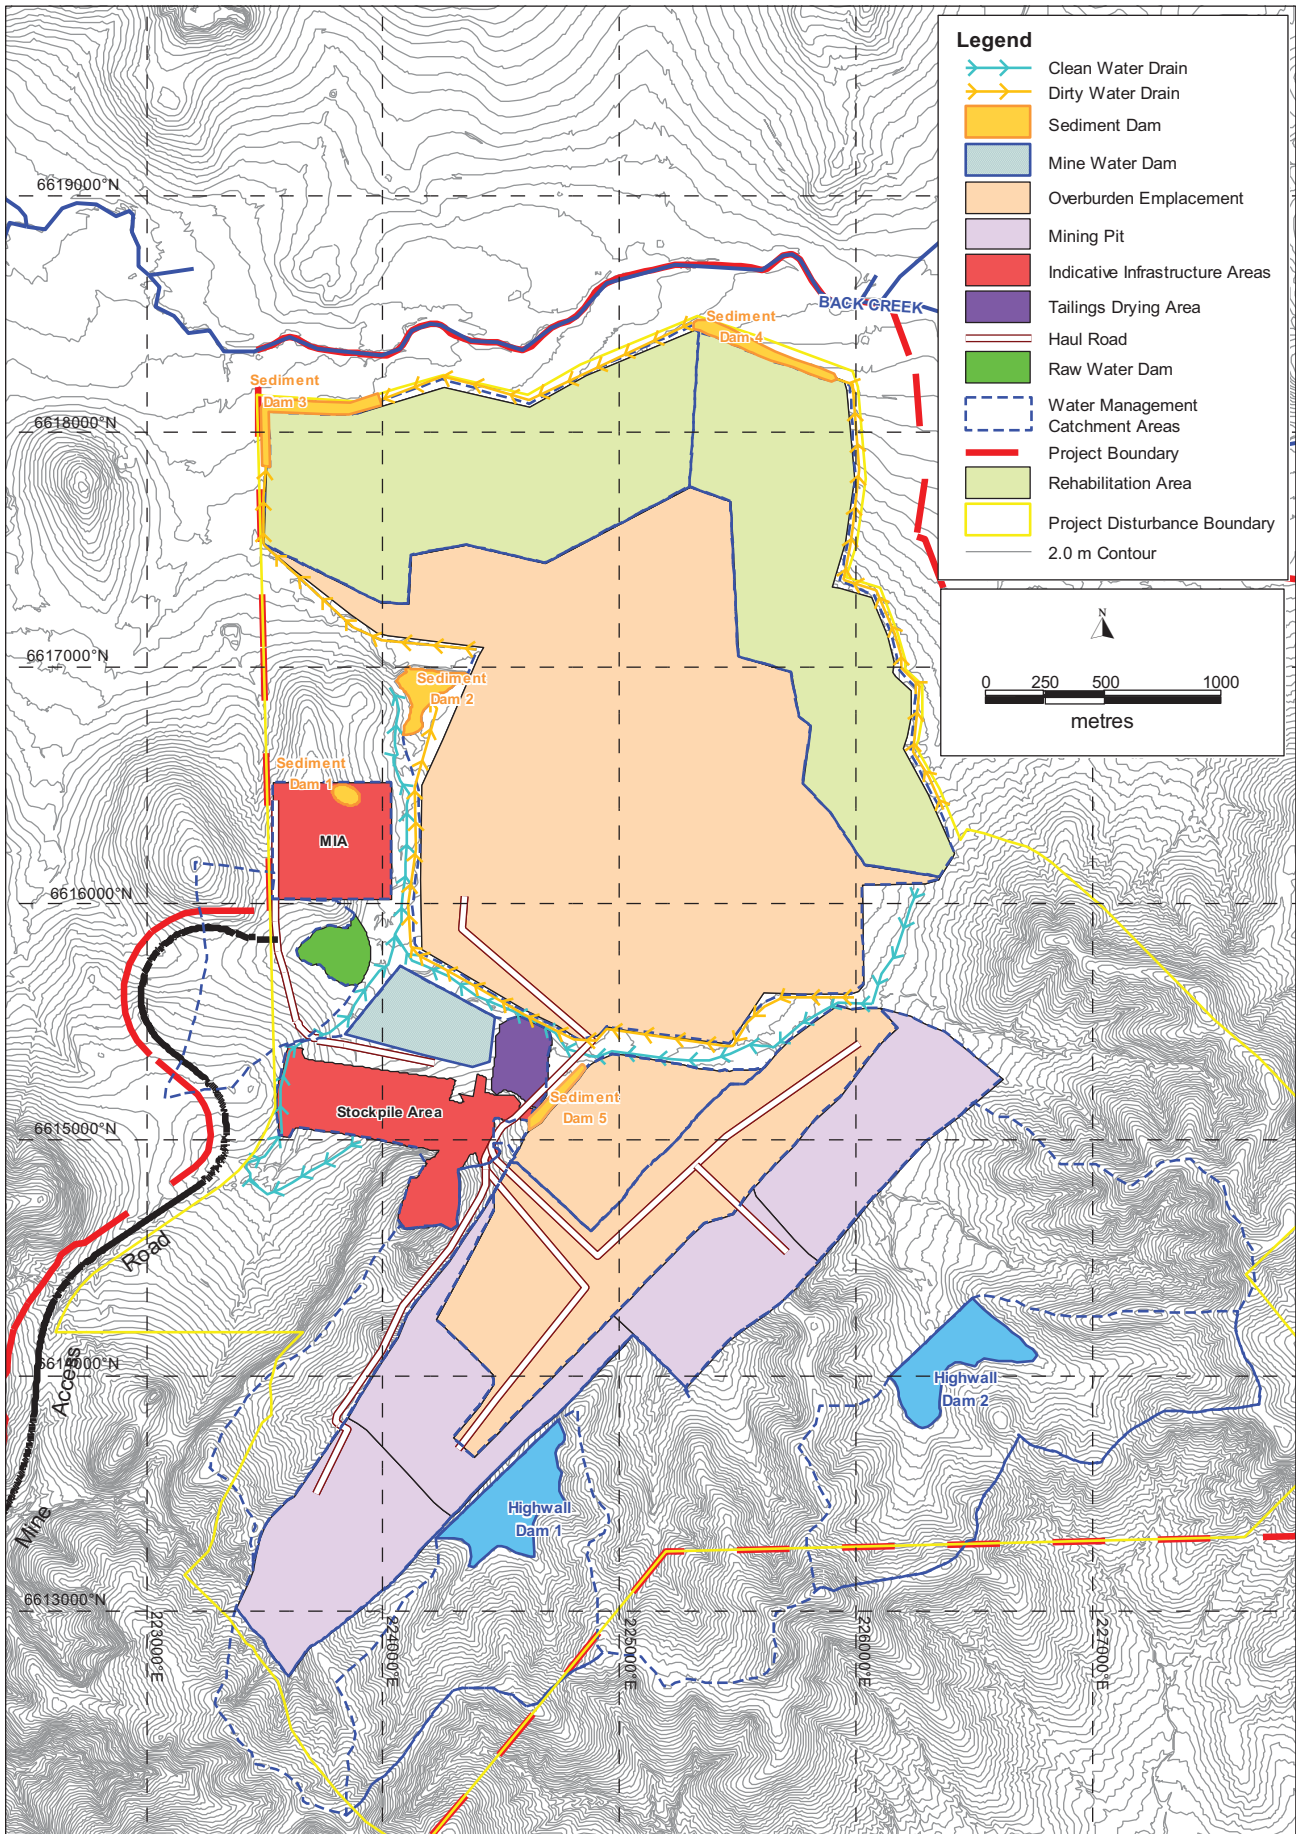 Legend
Clean Water Drain
Dirty Water Drain
Sediment Dam
Mine Water Dam
Overburden Emplacement
Mining Pit
Indicative Infrastructure Areas
Tailings Drying Area
Haul Road
Raw Water Dam
Water Management
Catchment Areas
Project Boundary
Rehabilitation Area
Project Disturbance Boundary
2.0 m Contour
N
0 250 500 1000
metres
6619000°N
BACK CREEK
Sediment
Dam 4
Sediment
Dam 3
6618000°N
6617000°N
Sediment
Dam 2
Sediment
Dam 1
MIA
6616000°N
Stockpile Area
Sediment
Dam 5
6615000°N
Mine Access Road
6614000°N
Highwall
Dam 2
Highwall
Dam 1
6613000°N
223000°E
224000°E
225000°E
226000°E
227000°E